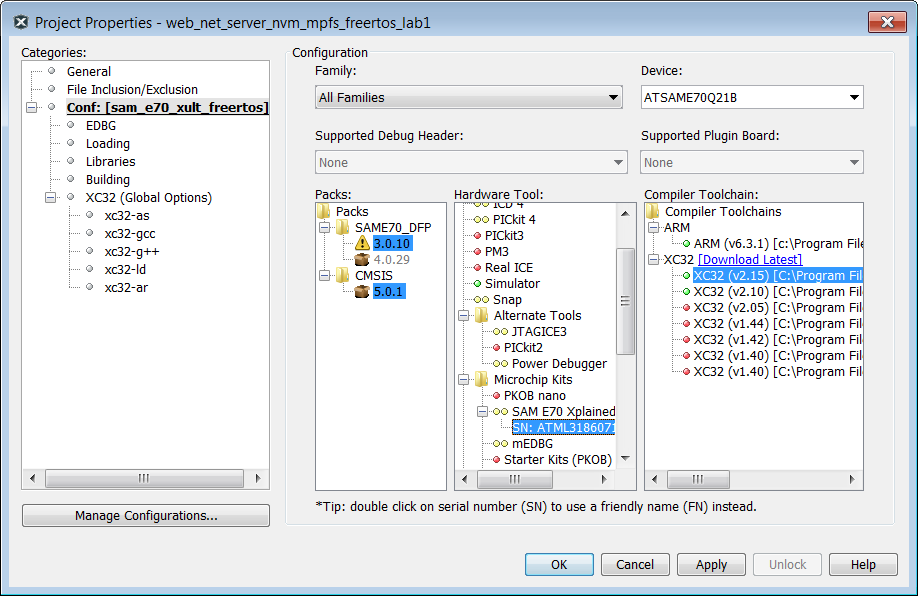 Project Properties - web_net_server_nvm_mpfs_freertos_lab1
Categories:
General
File Inclusion/Exclusion
Conf: [sam_e70_xult_freertos]
EDBG
Loading
Libraries
Building
XC32 (Global Options)
xc32-as
xc32-gcc
xc32-g++
xc32-ld
xc32-ar
Manage Configurations...
Configuration
Family:
All Families
Device:
ATSAME70Q21B
Supported Debug Header:
None
Supported Plugin Board:
None
Packs:
Packs
SAME70_DFP
3.0.10
4.0.29
CMSIS
5.0.1
Hardware Tool:
ICD 4
PICkit 4
PICkit3
PM3
Real ICE
Simulator
Snap
Alternate Tools
JTAGICE3
PICkit2
Power Debugger
Microchip Kits
PKOB nano
SAM E70 Xplained
SN: ATML3186071
mEDBG
Starter Kits (PKOB)
Compiler Toolchain:
Compiler Toolchains
ARM
ARM (v6.3.1) [c:\Program File
XC32 [Download Latest]
XC32 (v2.15) [C:\Program Fil
XC32 (v2.10) [C:\Program Fil
XC32 (v2.05) [C:\Program Fil
XC32 (v1.44) [C:\Program Fil
XC32 (v1.42) [C:\Program Fil
XC32 (v1.40) [C:\Program Fil
XC32 (v1.40) [C:\Program Fil
*Tip: double click on serial number (SN) to use a friendly name (FN) instead.
OK
Cancel
Apply
Unlock
Help